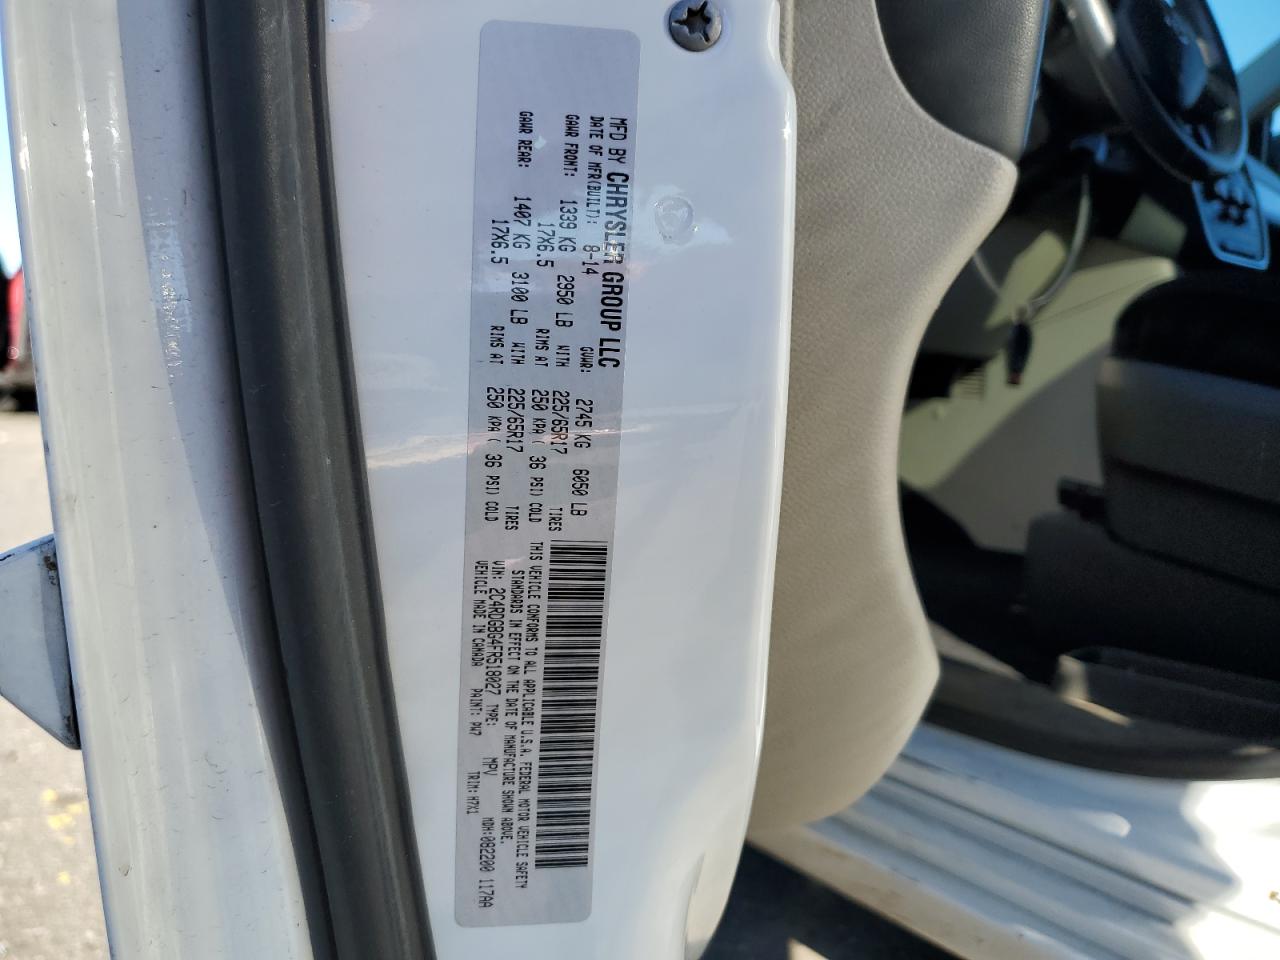 MFD BY CHRYSLER GROUP LLC
DATE OF MFR(BUILT): 8-14 GVWR: 2745 KG 6050 LB
GAWR FRONT: 1339 KG 2950 LB WITH 225/65R17 TIRES
17X6.5 RIMS AT 250 KPA ( 36 PSI) COLD
GAWR REAR: 1407 KG 3100 LB WITH 225/65R17 TIRES
17X6.5 RIMS AT 250 KPA ( 36 PSI) COLD
THIS VEHICLE CONFORMS TO ALL APPLICABLE U.S.A. FEDERAL MOTOR VEHICLE SAFETY
STANDARDS IN EFFECT ON THE DATE OF MANUFACTURE SHOWN ABOVE.
VIN: 2C4RDGBG4FR518027 TYPE: MPV MDH:082200 117AA
VEHICLE MADE IN CANADA PAINT: PW7 TRIM: H7X1